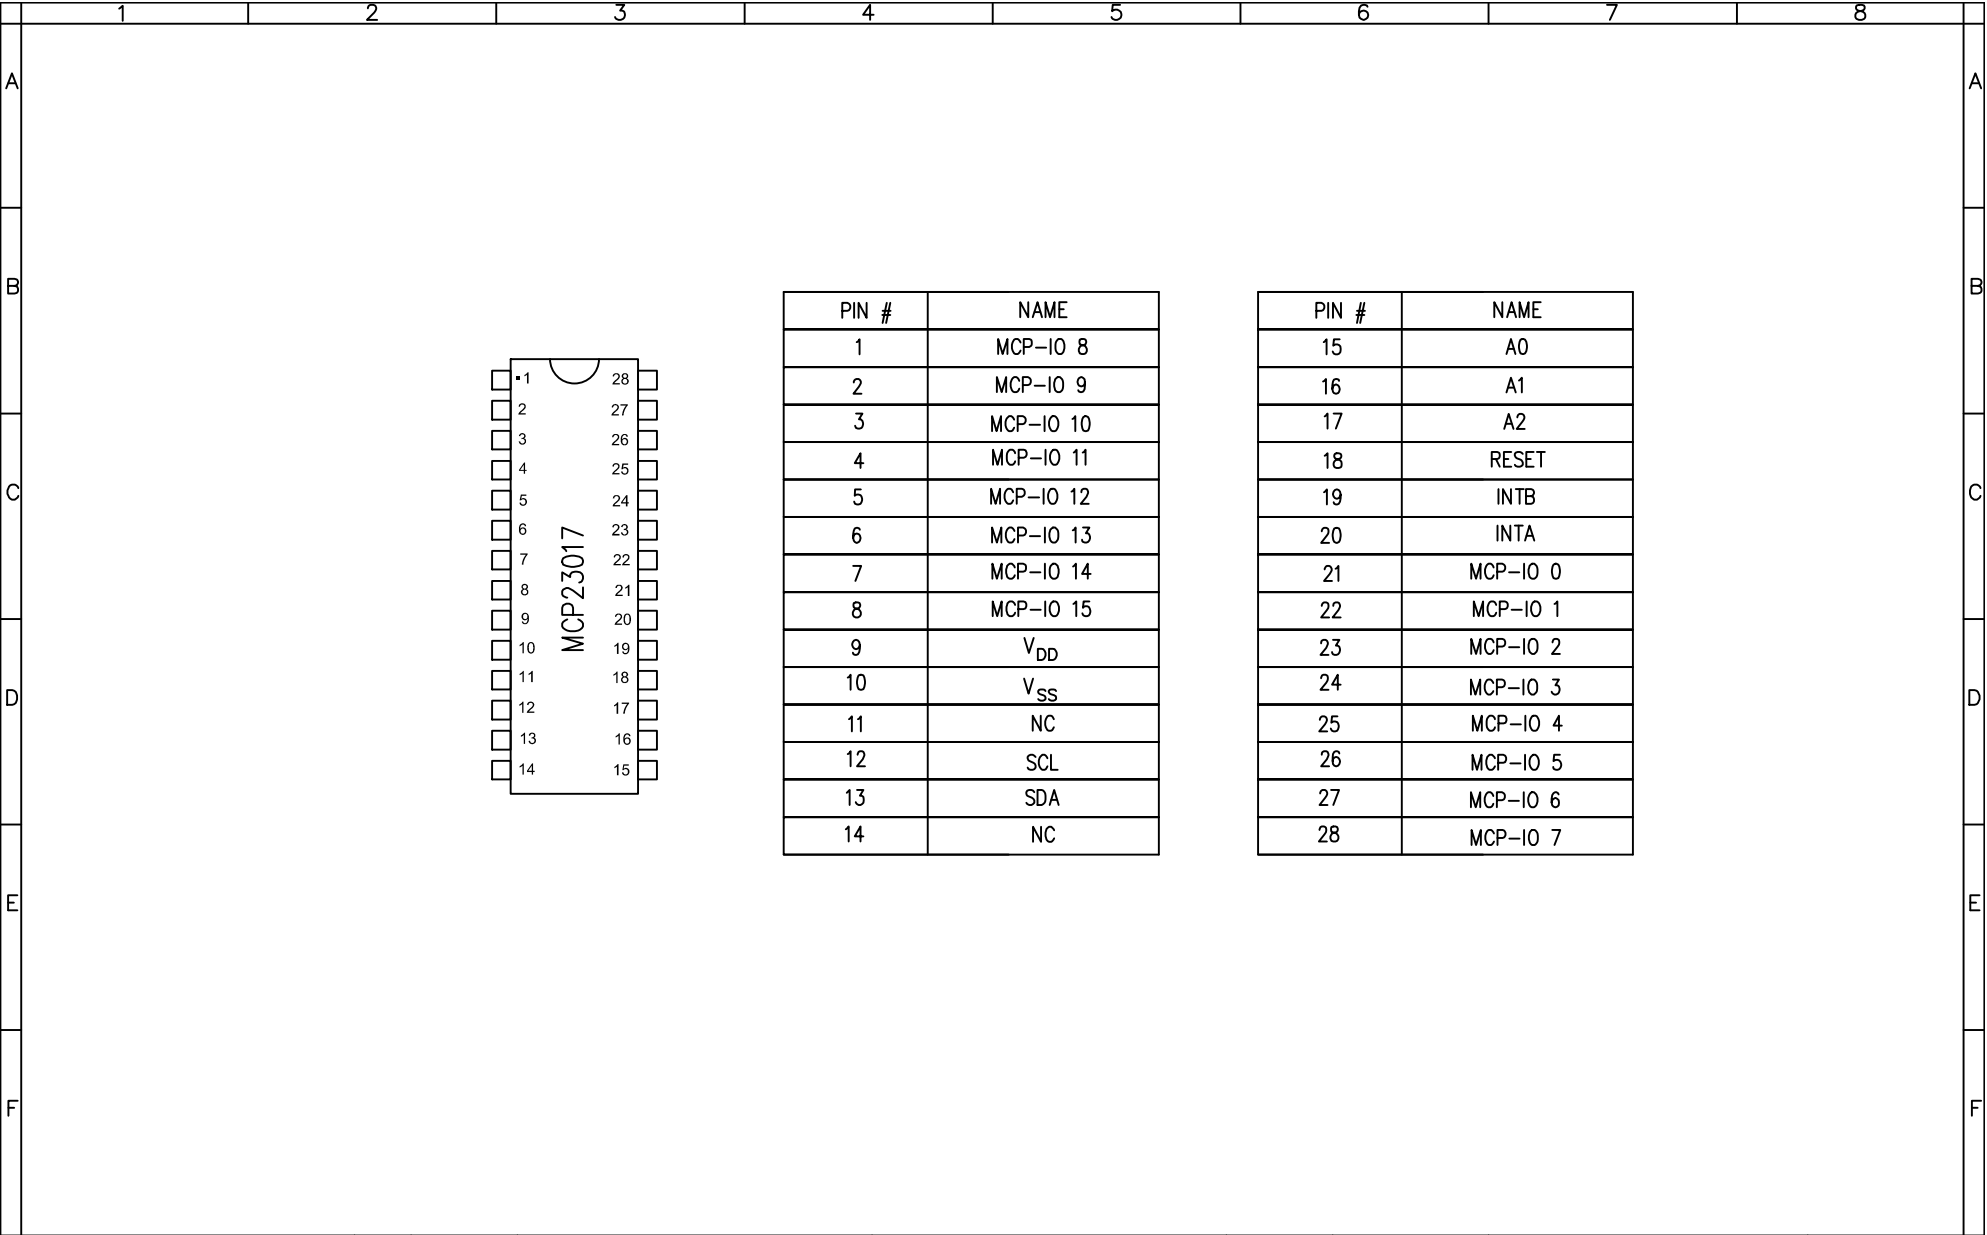 1 2 3 4 5 6 7 8
A A
B B
PIN # NAME PIN # NAME
1 MCP-IO 8 15 A0
2 MCP-IO 9 16 A1
3 MCP-IO 10 17 A2
4 MCP-IO 11 18 RESET
5 MCP-IO 12 19 INTB
6 MCP-IO 13 20 INTA
7 MCP-IO 14 21 MCP-IO 0
8 MCP-IO 15 22 MCP-IO 1
9 VDD 23 MCP-IO 2
10 VSS 24 MCP-IO 3
11 NC 25 MCP-IO 4
12 SCL 26 MCP-IO 5
13 SDA 27 MCP-IO 6
14 NC 28 MCP-IO 7
1 28
2 27
3 26
4 25
5 24
6 23
7 22
8 21
9 20
10 19
11 18
12 17
13 16
14 15
MCP23017
C C
D D
E E
F F